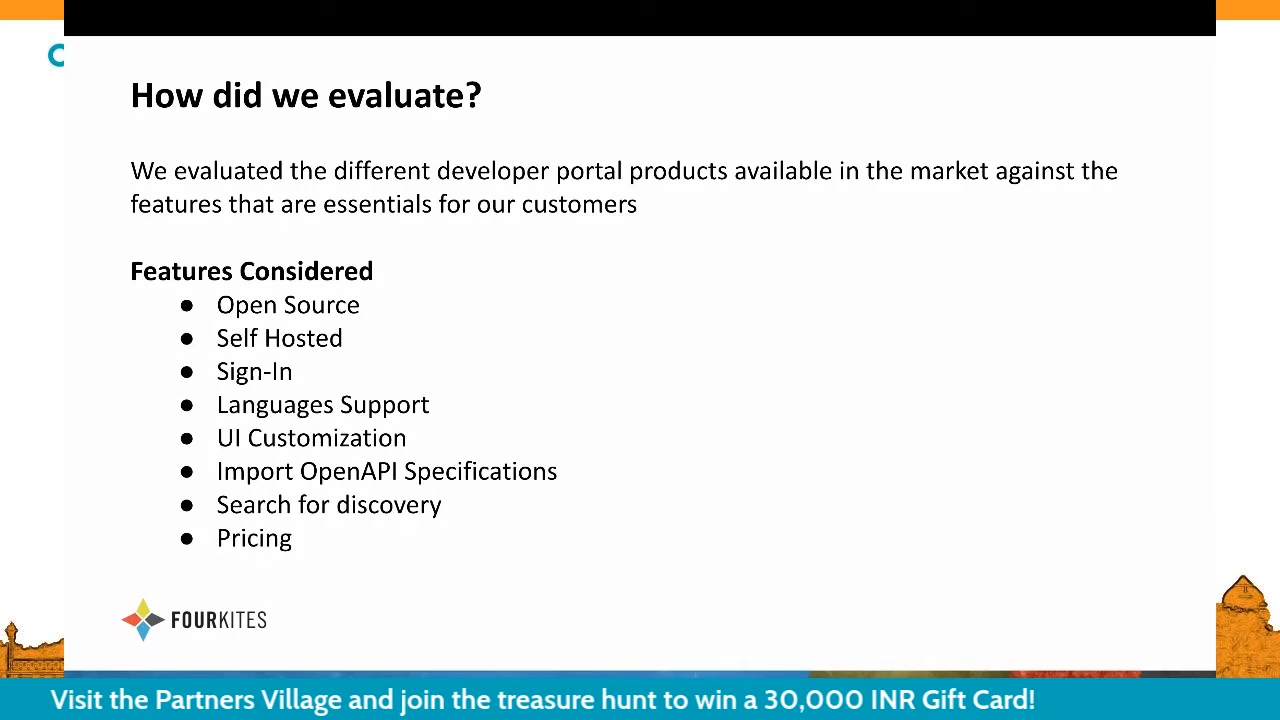 How did we evaluate?
We evaluated the different developer portal products available in the market against the
features that are essentials for our customers
Features Considered
● Open Source
● Self Hosted
● Sign-In
● Languages Support
● UI Customization
● Import OpenAPI Specifications
● Search for discovery
● Pricing
FOURKITES
Visit the Partners Village and join the treasure hunt to win a 30,000 INR Gift Card!